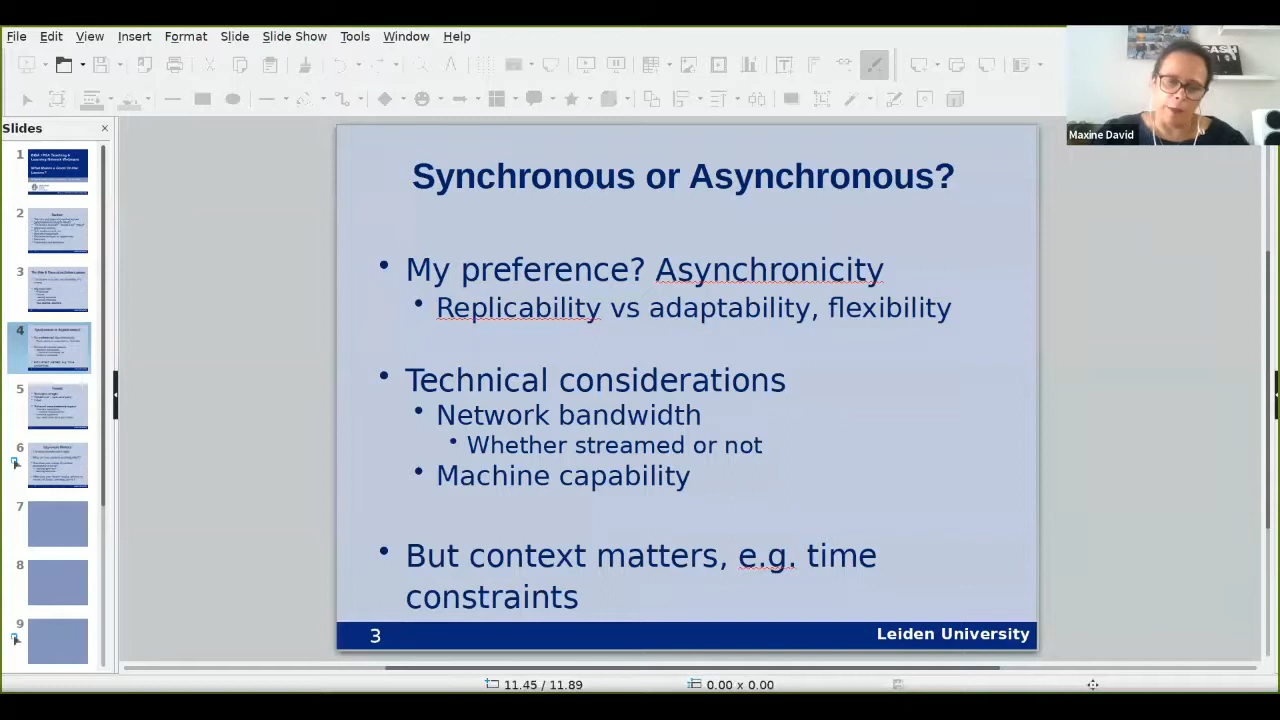 File Edit View Insert Format Slide Slide Show Tools Window Help
CASH
Maxine David
Slides ×
1
2
3
4
5
6
7
8
9
Synchronous or Asynchronous?
• My preference? Asynchronicity
• Replicability vs adaptability, flexibility
• Technical considerations
• Network bandwidth
• Whether streamed or not
• Machine capability
• But context matters, e.g. time
constraints
3 Leiden University
11.45 / 11.89 0.00 x 0.00